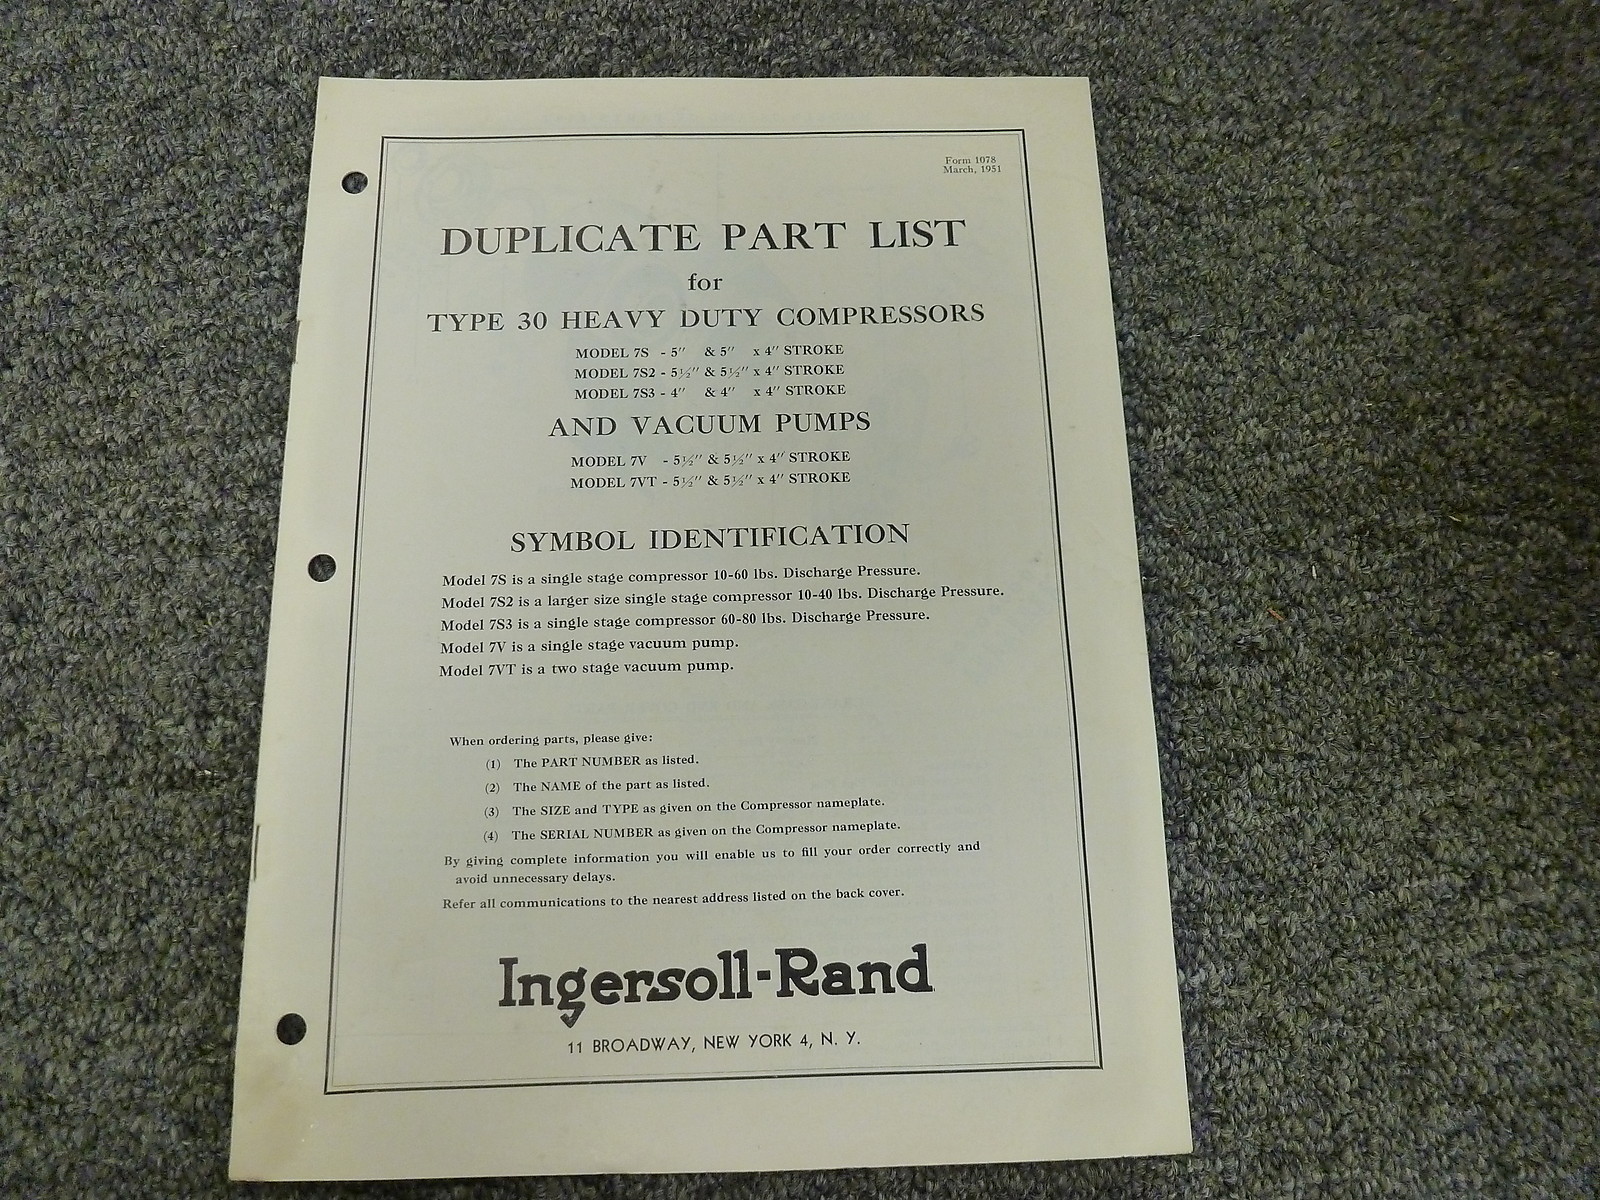 Form 1078
March, 1951
DUPLICATE PART LIST
for
TYPE 30 HEAVY DUTY COMPRESSORS
MODEL 7S - 5" & 5" x 4" STROKE
MODEL 7S2 - 5½" & 5½" x 4" STROKE
MODEL 7S3 - 4" & 4" x 4" STROKE
AND VACUUM PUMPS
MODEL 7V - 5½" & 5½" x 4" STROKE
MODEL 7VT - 5½" & 5½" x 4" STROKE
SYMBOL IDENTIFICATION
Model 7S is a single stage compressor 10-60 lbs. Discharge Pressure.
Model 7S2 is a larger size single stage compressor 10-40 lbs. Discharge Pressure.
Model 7S3 is a single stage compressor 60-80 lbs. Discharge Pressure.
Model 7V is a single stage vacuum pump.
Model 7VT is a two stage vacuum pump.
When ordering parts, please give:
(1) The PART NUMBER as listed.
(2) The NAME of the part as listed.
(3) The SIZE and TYPE as given on the Compressor nameplate.
(4) The SERIAL NUMBER as given on the Compressor nameplate.
By giving complete information you will enable us to fill your order correctly and
avoid unnecessary delays.
Refer all communications to the nearest address listed on the back cover.
Ingersoll-Rand
11 BROADWAY, NEW YORK 4, N. Y.